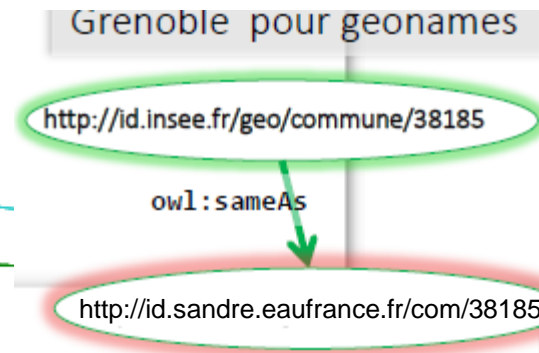 Grenoble pour geonames
http://id.insee.fr/geo/commune/38185
owl:sameAs
http://id.sandre.eaufrance.fr/com/38185